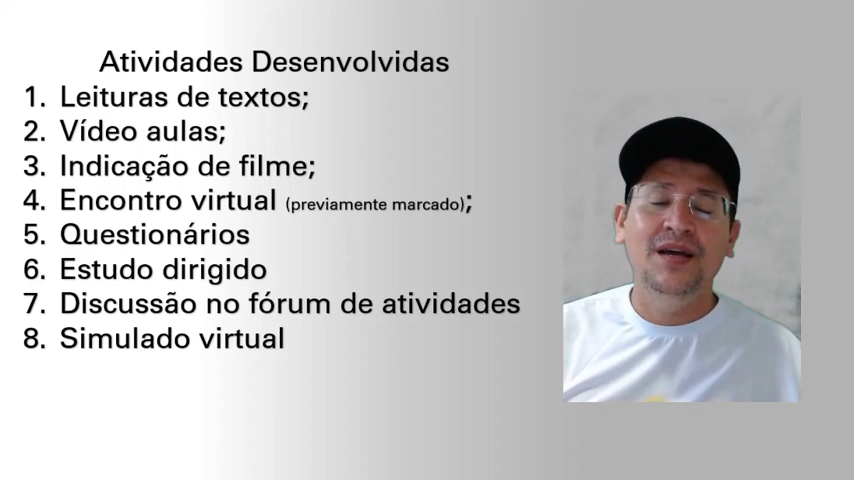 Atividades Desenvolvidas
1. Leituras de textos;
2. Vídeo aulas;
3. Indicação de filme;
4. Encontro virtual (previamente marcado);
5. Questionários
6. Estudo dirigido
7. Discussão no fórum de atividades
8. Simulado virtual